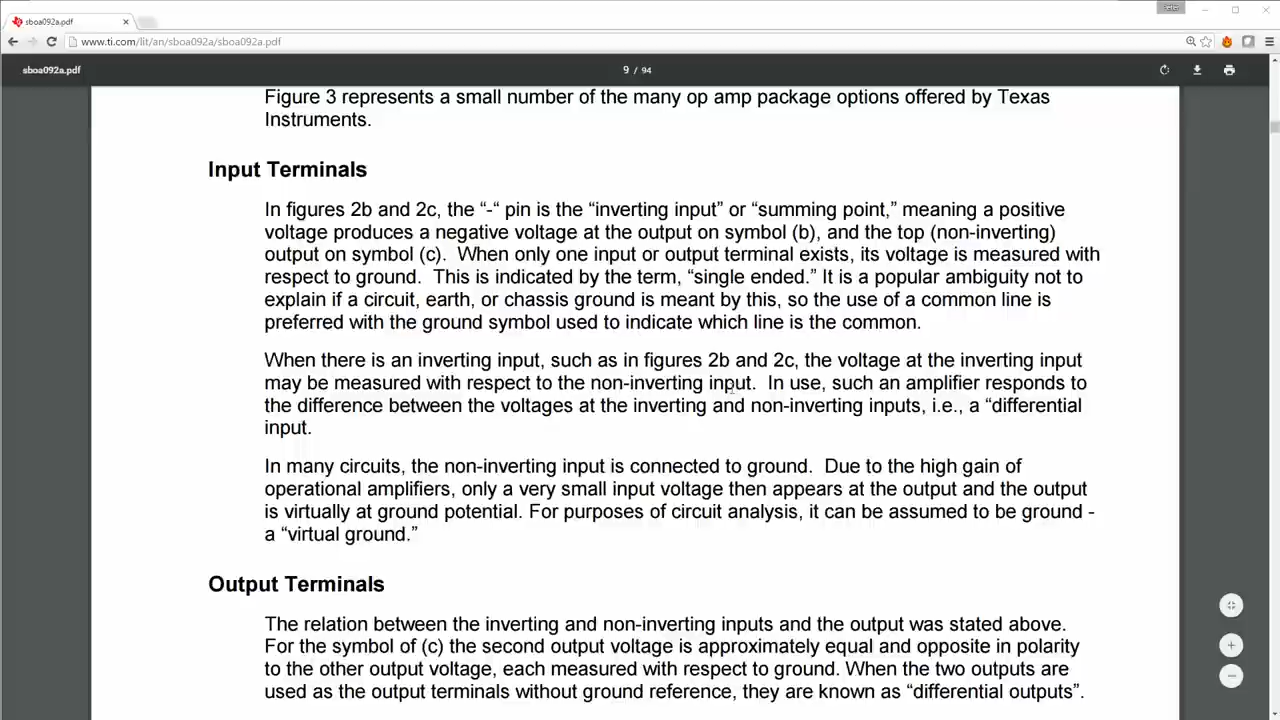 sboa092a.pdf
www.ti.com/lit/an/sboa092a/sboa092a.pdf
sboa092a.pdf
9 / 94
Figure 3 represents a small number of the many op amp package options offered by Texas
Instruments.
Input Terminals
In figures 2b and 2c, the “-“ pin is the “inverting input” or “summing point,” meaning a positive
voltage produces a negative voltage at the output on symbol (b), and the top (non-inverting)
output on symbol (c).  When only one input or output terminal exists, its voltage is measured with
respect to ground.  This is indicated by the term, “single ended.” It is a popular ambiguity not to
explain if a circuit, earth, or chassis ground is meant by this, so the use of a common line is
preferred with the ground symbol used to indicate which line is the common.
When there is an inverting input, such as in figures 2b and 2c, the voltage at the inverting input
may be measured with respect to the non-inverting input.  In use, such an amplifier responds to
the difference between the voltages at the inverting and non-inverting inputs, i.e., a “differential
input.
In many circuits, the non-inverting input is connected to ground.  Due to the high gain of
operational amplifiers, only a very small input voltage then appears at the output and the output
is virtually at ground potential. For purposes of circuit analysis, it can be assumed to be ground -
a “virtual ground.”
Output Terminals
The relation between the inverting and non-inverting inputs and the output was stated above.
For the symbol of (c) the second output voltage is approximately equal and opposite in polarity
to the other output voltage, each measured with respect to ground. When the two outputs are
used as the output terminals without ground reference, they are known as “differential outputs”.